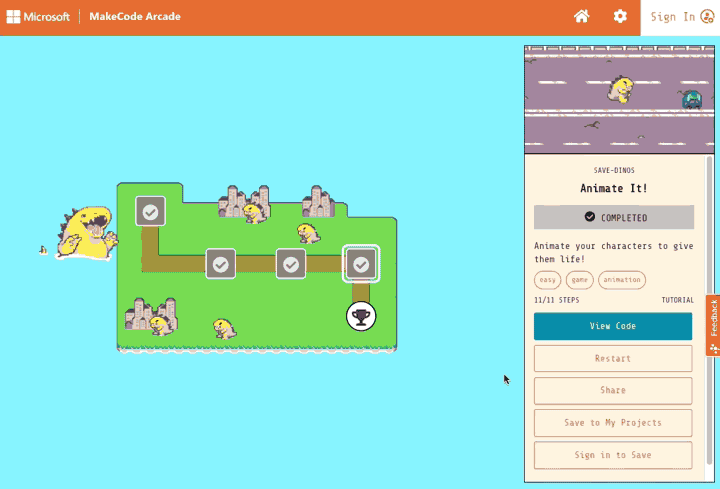 Microsoft
MakeCode Arcade
Sign In
SAVE-DINOS
Animate It!
COMPLETED
Animate your characters to give
them life!
easy
game
animation
11/11 STEPS
TUTORIAL
View Code
Restart
Share
Save to My Projects
Sign in to Save
Feedback